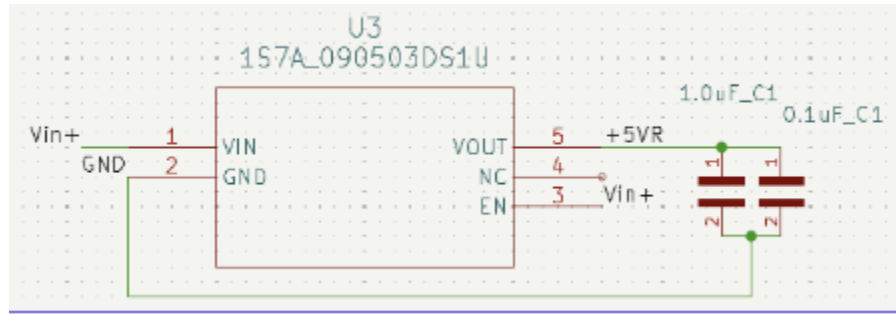 U3
1S7A_090503DS1U
1.0uF_C1
0.1uF_C1
Vin+ 1 VIN VOUT 5 +5VR 1 1
GND 2 GND NC 4
EN 3 Vin+ 2 2